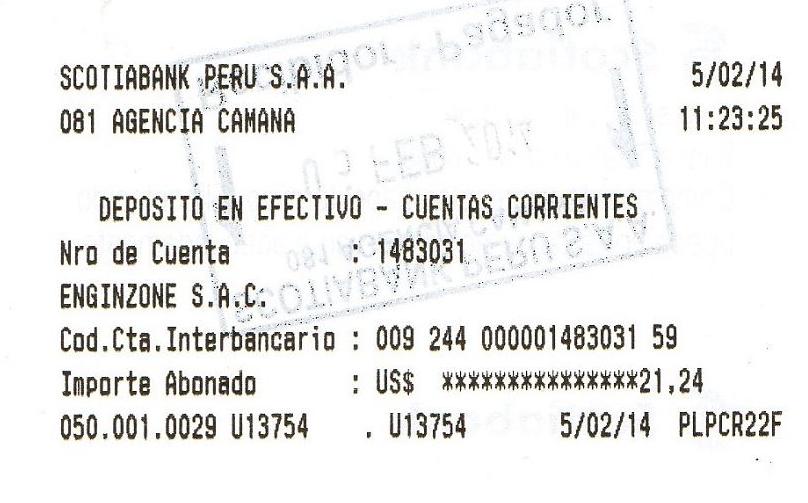 SCOTIABANK PERU S.A.A. 5/02/14
081 AGENCIA CAMANA 11:23:25
DEPOSITO EN EFECTIVO - CUENTAS CORRIENTES
Nro de Cuenta : 1483031
ENGINZONE S.A.C.
Cod.Cta.Interbancario : 009 244 000001483031 59
Importe Abonado : US$ ***************21,24
050.001.0029 U13754 . U13754 5/02/14 PLPCR22F
Recibidor - Pagador
05 FEB 2014
081 AGENCIA CAMANA
SCOTIABANK PERU S.A.A.